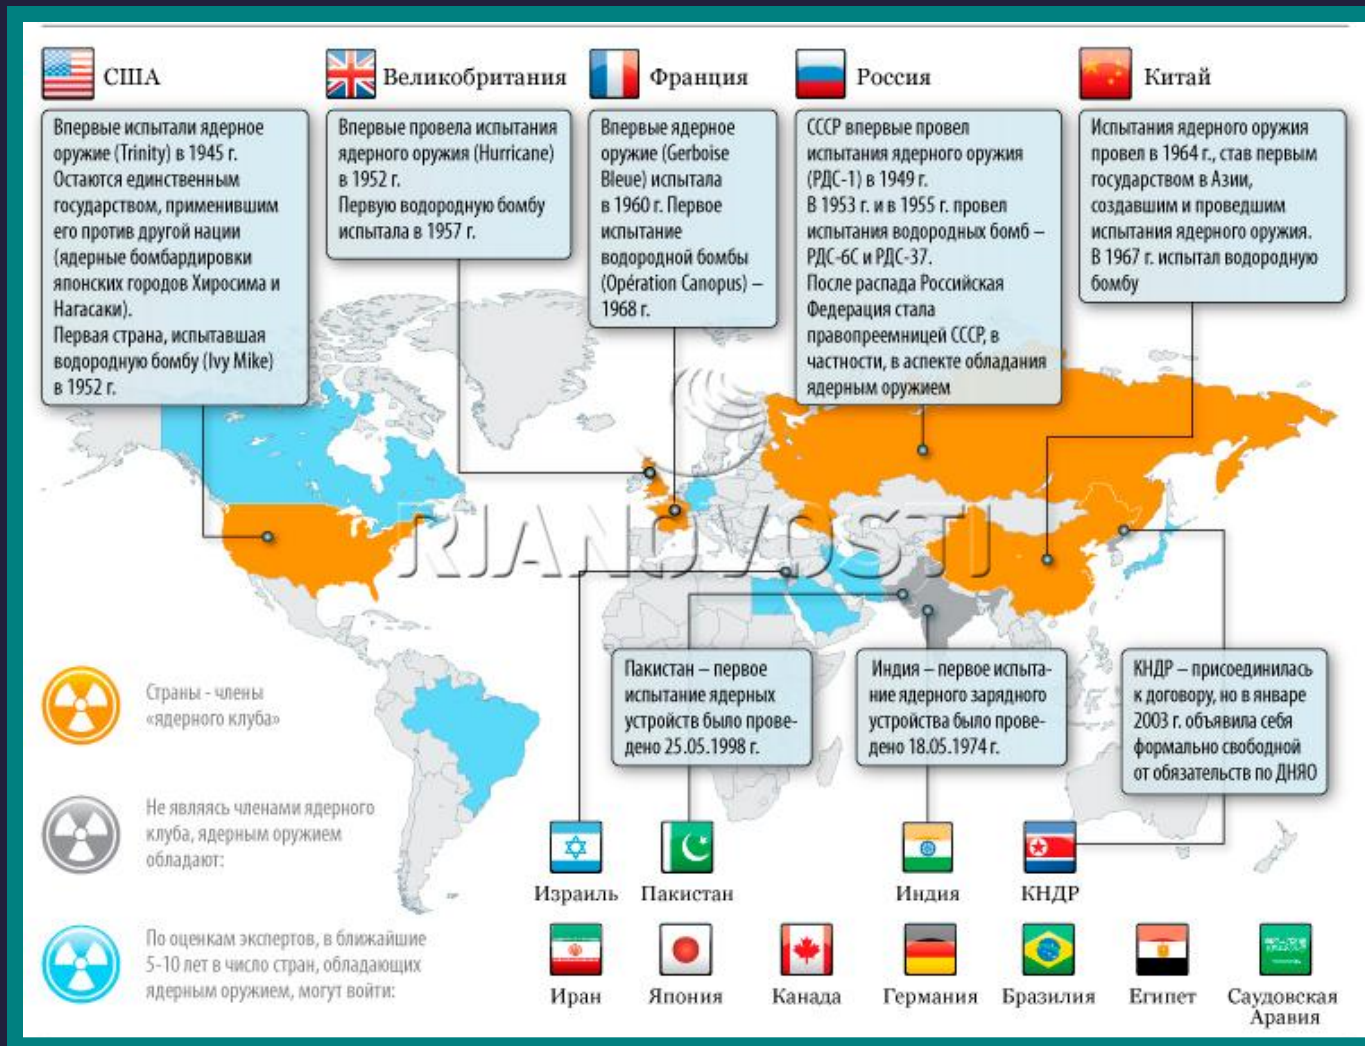 США
Впервые испытали ядерное
оружие (Trinity) в 1945 г.
Остаются единственным
государством, применившим
его против другой нации
(ядерные бомбардировки
японских городов Хиросима и
Нагасаки).
Первая страна, испытавшая
водородную бомбу (Ivy Mike)
в 1952 г.
Великобритания
Впервые провела испытания
ядерного оружия (Hurricane)
в 1952 г.
Первую водородную бомбу
испытала в 1957 г.
Франция
Впервые ядерное
оружие (Gerboise
Bleue) испытала
в 1960 г. Первое
испытание
водородной бомбы
(Opération Canopus) –
1968 г.
Россия
СССР впервые провел
испытания ядерного оружия
(РДС-1) в 1949 г.
В 1953 г. и в 1955 г. провел
испытания водородных бомб –
РДС-6С и РДС-37.
После распада Российская
Федерация стала
правопреемницей СССР, в
частности, в аспекте обладания
ядерным оружием
Китай
Испытания ядерного оружия
провел в 1964 г., став первым
государством в Азии,
создавшим и проведшим
испытания ядерного оружия.
В 1967 г. испытал водородную
бомбу
RIANOVOSTI
Пакистан – первое
испытание ядерных
устройств было прове-
дено 25.05.1998 г.
Индия – первое испыта-
ние ядерного зарядного
устройства было прове-
дено 18.05.1974 г.
КНДР – присоединилась
к договору, но в январе
2003 г. объявила себя
формально свободной
от обязательств по ДНЯО
Страны - члены
«ядерного клуба»
Не являясь членами ядерного
клуба, ядерным оружием
обладают:
Израиль
Пакистан
Индия
КНДР
По оценкам экспертов, в ближайшие
5-10 лет в число стран, обладающих
ядерным оружием, могут войти:
Иран
Япония
Канада
Германия
Бразилия
Египет
Саудовская
Аравия